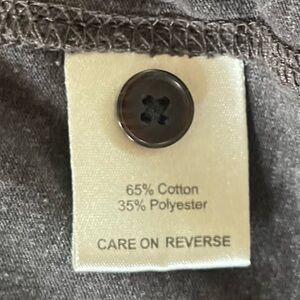 65% Cotton
35% Polyester
CARE ON REVERSE